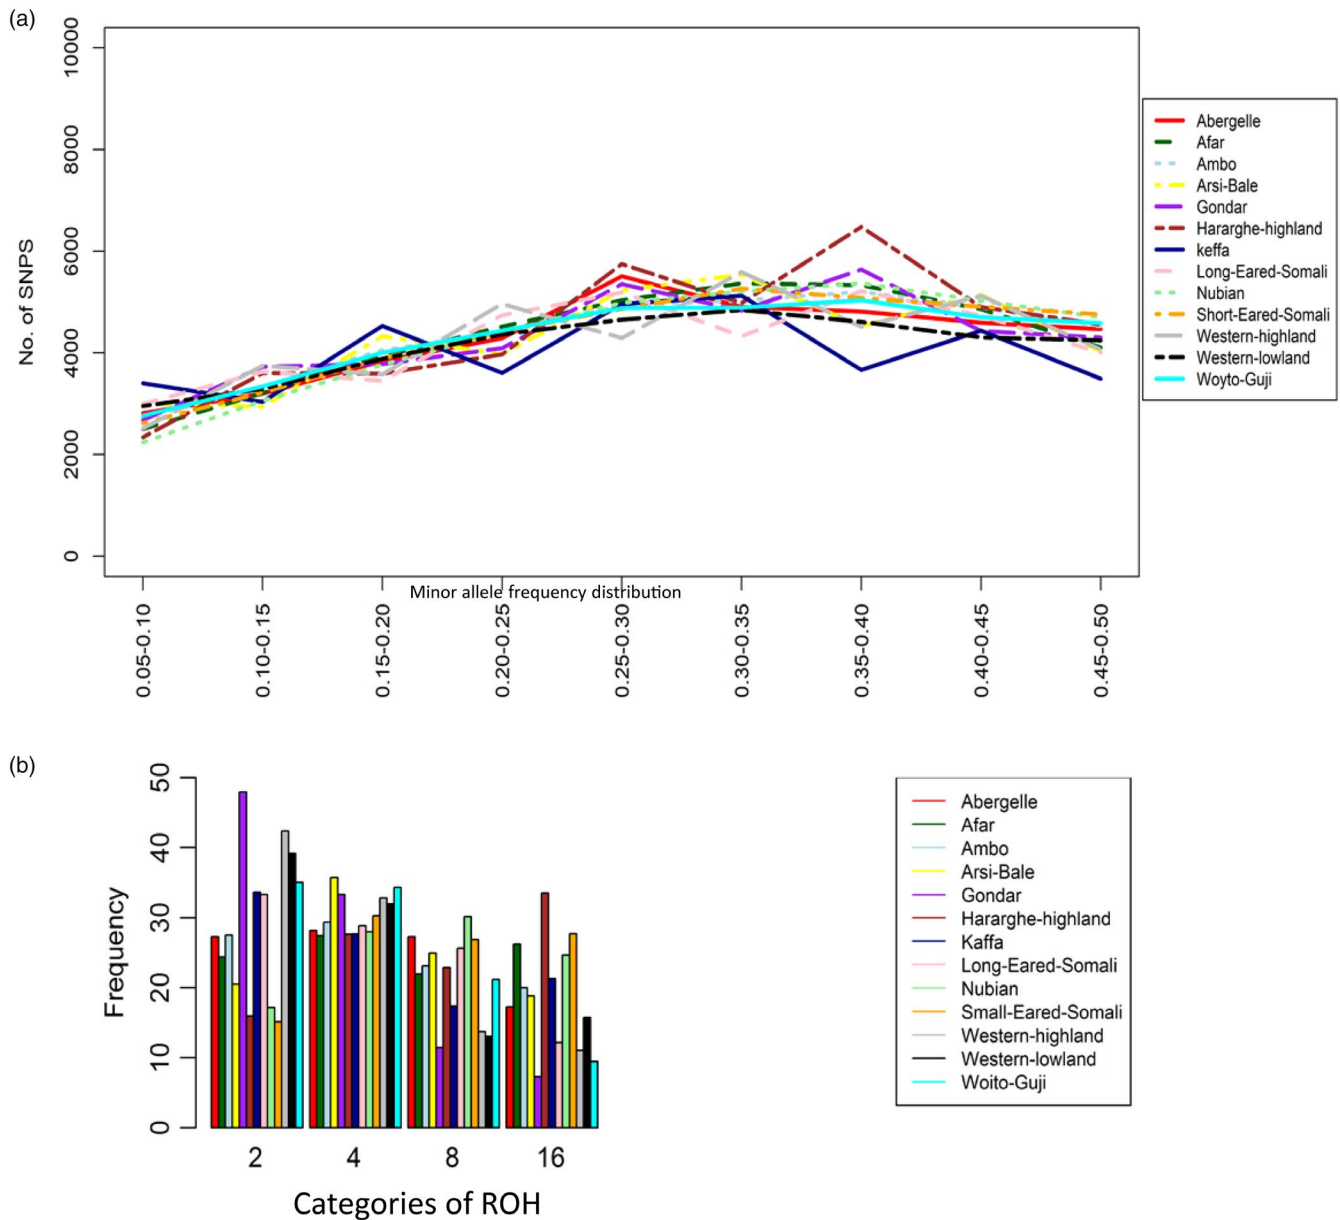 (a)
No. of SNPS
10000
8000
6000
4000
2000
0
0.05-0.10
0.10-0.15
0.15-0.20
0.20-0.25
0.25-0.30
0.30-0.35
0.35-0.40
0.40-0.45
0.45-0.50
Minor allele frequency distribution
Abergelle
Afar
Ambo
Arsi-Bale
Gondar
Hararghe-highland
keffa
Long-Eared-Somali
Nubian
Short-Eared-Somali
Western-highland
Western-lowland
Woyto-Guji
(b)
Frequency
50
40
30
20
10
0
2 4 8 16
Categories of ROH
Abergelle
Afar
Ambo
Arsi-Bale
Gondar
Hararghe-highland
Kaffa
Long-Eared-Somali
Nubian
Small-Eared-Somali
Western-highland
Western-lowland
Woito-Guji